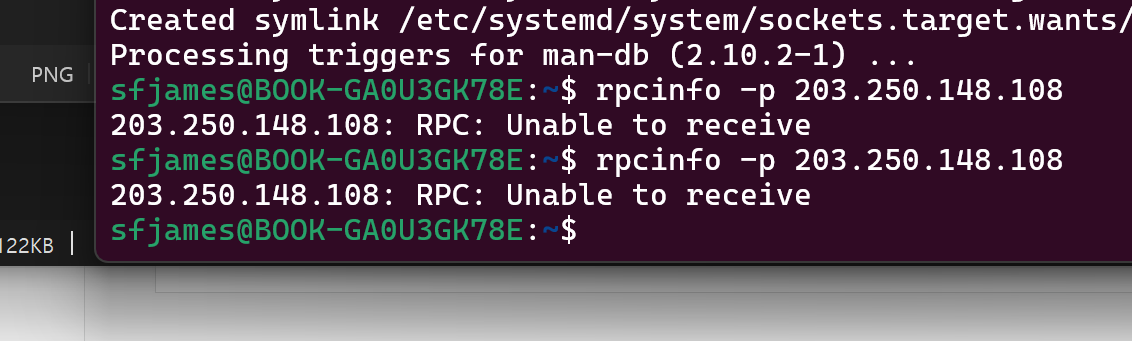 Created symlink /etc/systemd/system/sockets.target.wants/
Processing triggers for man-db (2.10.2-1) ...
PNG
sfjames@BOOK-GA0U3GK78E:~$ rpcinfo -p 203.250.148.108
203.250.148.108: RPC: Unable to receive
sfjames@BOOK-GA0U3GK78E:~$ rpcinfo -p 203.250.148.108
203.250.148.108: RPC: Unable to receive
sfjames@BOOK-GA0U3GK78E:~$
122KB